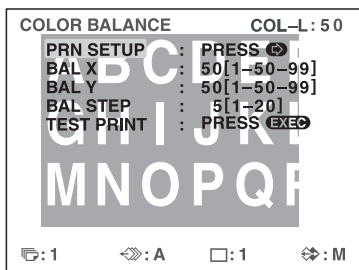 COLOR BALANCE COL–L:50
PRN SETUP : PRESS
BAL X : 50[1–50–99]
BAL Y : 50[1–50–99]
BAL STEP : 5[1–20]
TEST PRINT : PRESS EXEC
MNOPQ
:1 :A :1 :M